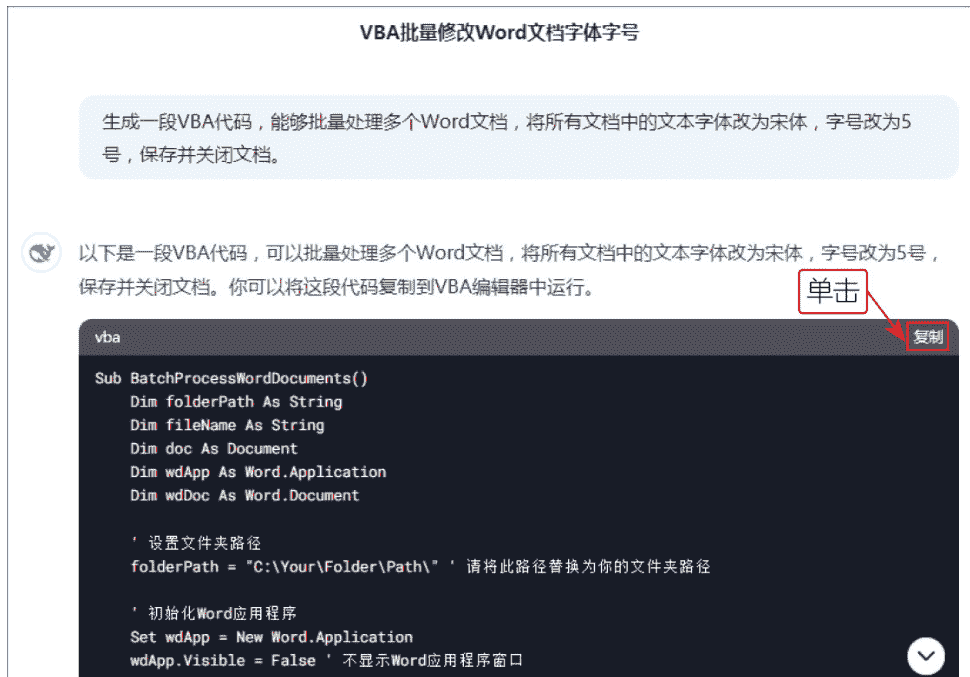 VBA批量修改Word文档字体字号
生成一段VBA代码，能够批量处理多个Word文档，将所有文档中的文本字体改为宋体，字号改为5
号，保存并关闭文档。
以下是一段VBA代码，可以批量处理多个Word文档，将所有文档中的文本字体改为宋体，字号改为5号，
保存并关闭文档。你可以将这段代码复制到VBA编辑器中运行。
单击
vba
复制
Sub BatchProcessWordDocuments()
    Dim folderPath As String
    Dim fileName As String
    Dim doc As Document
    Dim wdApp As Word.Application
    Dim wdDoc As Word.Document
    ' 设置文件夹路径
    folderPath = "C:\Your\Folder\Path\" ' 请将此路径替换为你的文件夹路径
    ' 初始化Word应用程序
    Set wdApp = New Word.Application
    wdApp.Visible = False ' 不显示Word应用程序窗口